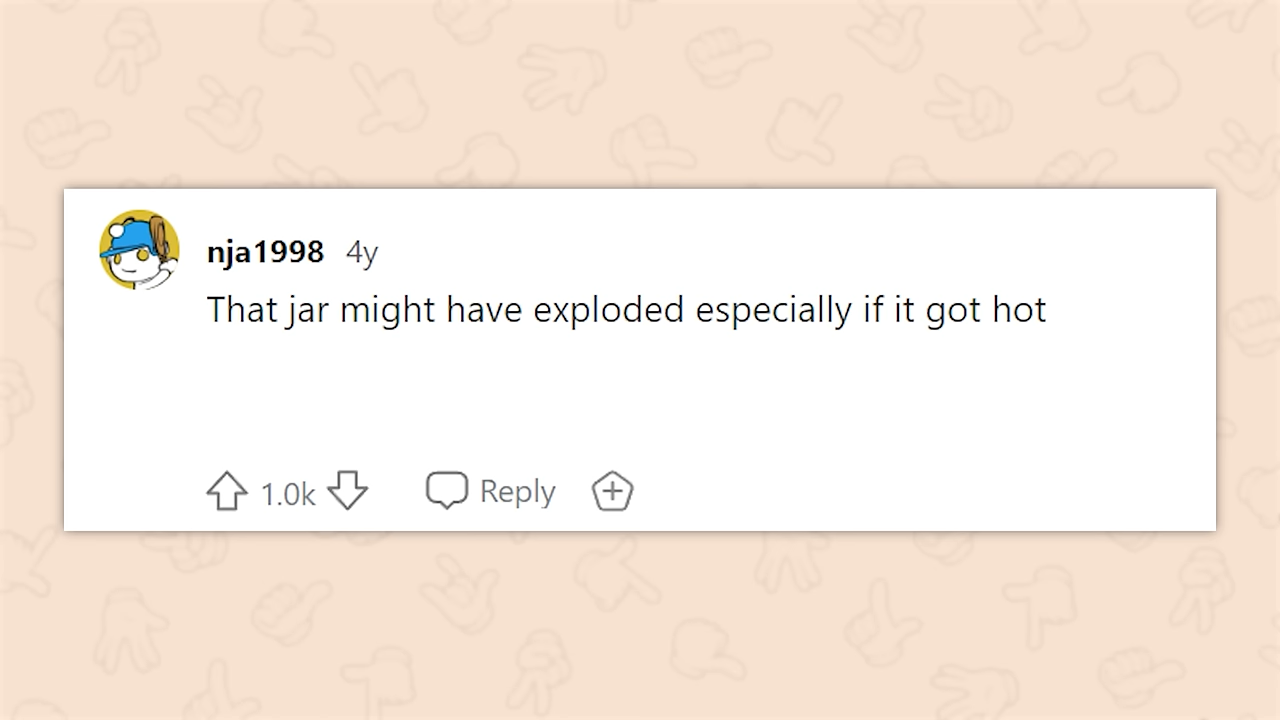 nja1998 4y
That jar might have exploded especially if it got hot
1.0k Reply